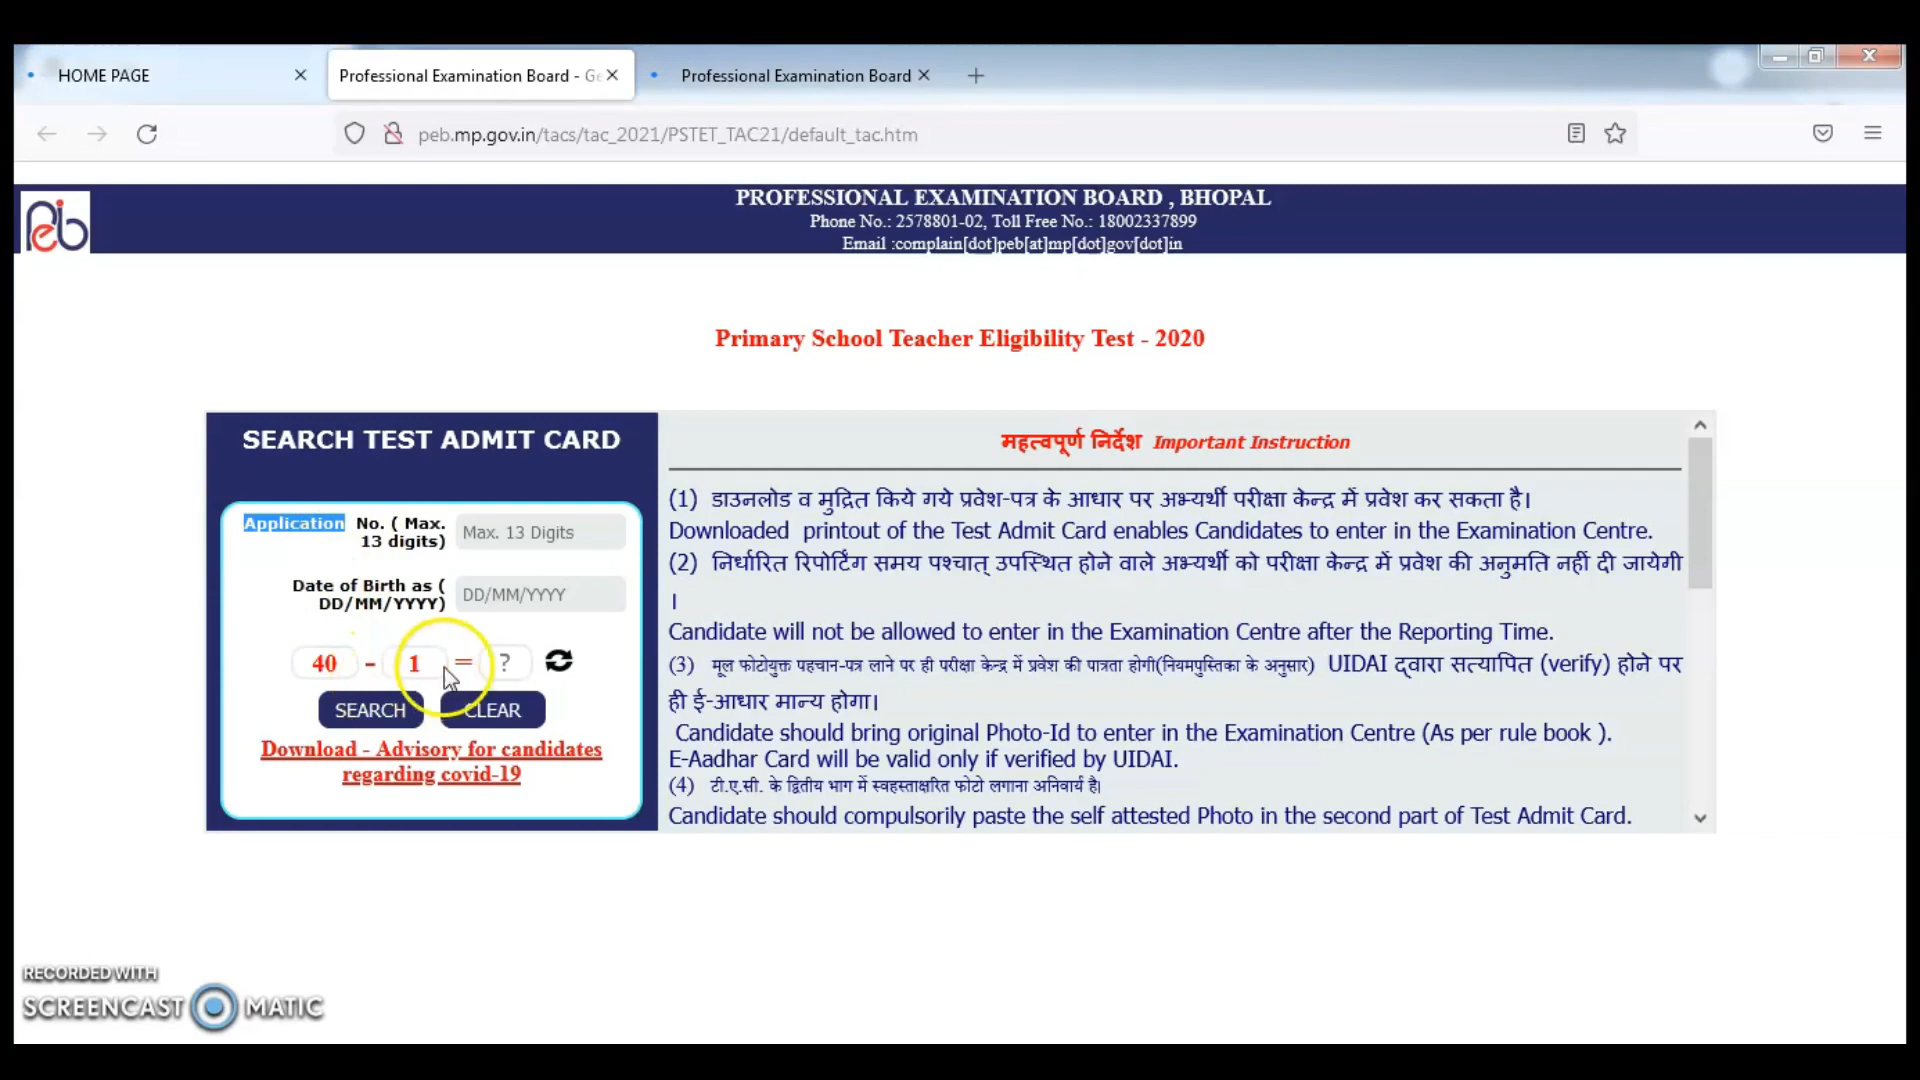 HOME PAGE
Professional Examination Board - Ge
Professional Examination Board
peb.mp.gov.in/tacs/tac_2021/PSTET_TAC21/default_tac.htm
Peb
PROFESSIONAL EXAMINATION BOARD , BHOPAL
Phone No.: 2578801-02, Toll Free No.: 18002337899
Email :complain[dot]peb[at]mp[dot]gov[dot]in
Primary School Teacher Eligibility Test - 2020
SEARCH TEST ADMIT CARD
Application No. ( Max. 13 digits)
Max. 13 Digits
Date of Birth as ( DD/MM/YYYY)
DD/MM/YYYY
40 - 1 = ?
SEARCH CLEAR
Download - Advisory for candidates
regarding covid-19
महत्वपूर्ण निर्देश Important Instruction
(1) डाउनलोड व मुद्रित किये गये प्रवेश-पत्र के आधार पर अभ्यर्थी परीक्षा केन्द्र में प्रवेश कर सकता है।
Downloaded printout of the Test Admit Card enables Candidates to enter in the Examination Centre.
(2) निर्धारित रिपोर्टिंग समय पश्चात् उपस्थित होने वाले अभ्यर्थी को परीक्षा केन्द्र में प्रवेश की अनुमति नहीं दी जायेगी
।
Candidate will not be allowed to enter in the Examination Centre after the Reporting Time.
(3) मूल फोटोयुक्त पहचान-पत्र लाने पर ही परीक्षा केन्द्र में प्रवेश की पात्रता होगी(नियमपुस्तिका के अनुसार) UIDAI द्वारा सत्यापित (verify) होने पर
ही ई-आधार मान्य होगा।
Candidate should bring original Photo-Id to enter in the Examination Centre (As per rule book ).
E-Aadhar Card will be valid only if verified by UIDAI.
(4) टी.ए.सी. के द्वितीय भाग में स्वहस्ताक्षरित फोटो लगाना अनिवार्य है।
Candidate should compulsorily paste the self attested Photo in the second part of Test Admit Card.
RECORDED WITH
SCREENCAST MATIC